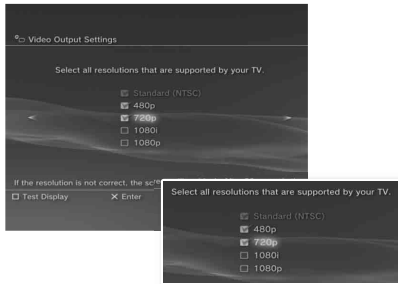 Video Output Settings
Select all resolutions that are supported by your TV.
Standard (NTSC)
480p
720p
1080i
1080p
If the resolution is not correct, the
Test Display
Enter
Select all resolutions that are supported by your TV.
Standard (NTSC)
480p
720p
1080i
1080p